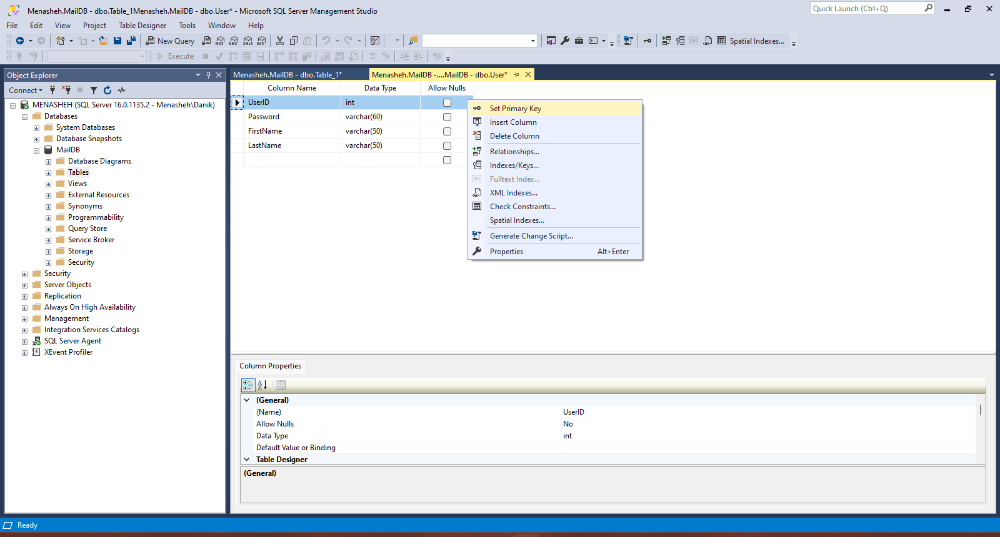 Menasheh.MailDB - dbo.Table_1Menasheh.MailDB - dbo.User* - Microsoft SQL Server Management Studio
Quick Launch (Ctrl+Q)
File Edit View Project Table Designer Tools Window Help
New Query MDX DMX XMLA DAX Spatial Indexes...
Execute
Object Explorer
Connect
MENASHEH (SQL Server 16.0.1135.2 - Menasheh\Danik)
Databases
System Databases
Database Snapshots
MailDB
Database Diagrams
Tables
Views
External Resources
Synonyms
Programmability
Query Store
Service Broker
Storage
Security
Security
Server Objects
Replication
Always On High Availability
Management
Integration Services Catalogs
SQL Server Agent
XEvent Profiler
Menasheh.MailDB - dbo.Table_1* Menasheh.MailDB -....MailDB - dbo.User*
Column Name Data Type Allow Nulls
UserID int
Password varchar(60)
FirstName varchar(50)
LastName varchar(50)
Set Primary Key
Insert Column
Delete Column
Relationships...
Indexes/Keys...
abc Fulltext Index...
XML Indexes...
Check Constraints...
Spatial Indexes...
Generate Change Script...
Properties Alt+Enter
Column Properties
(General)
(Name) UserID
Allow Nulls No
Data Type int
Default Value or Binding
Table Designer
(General)
Ready